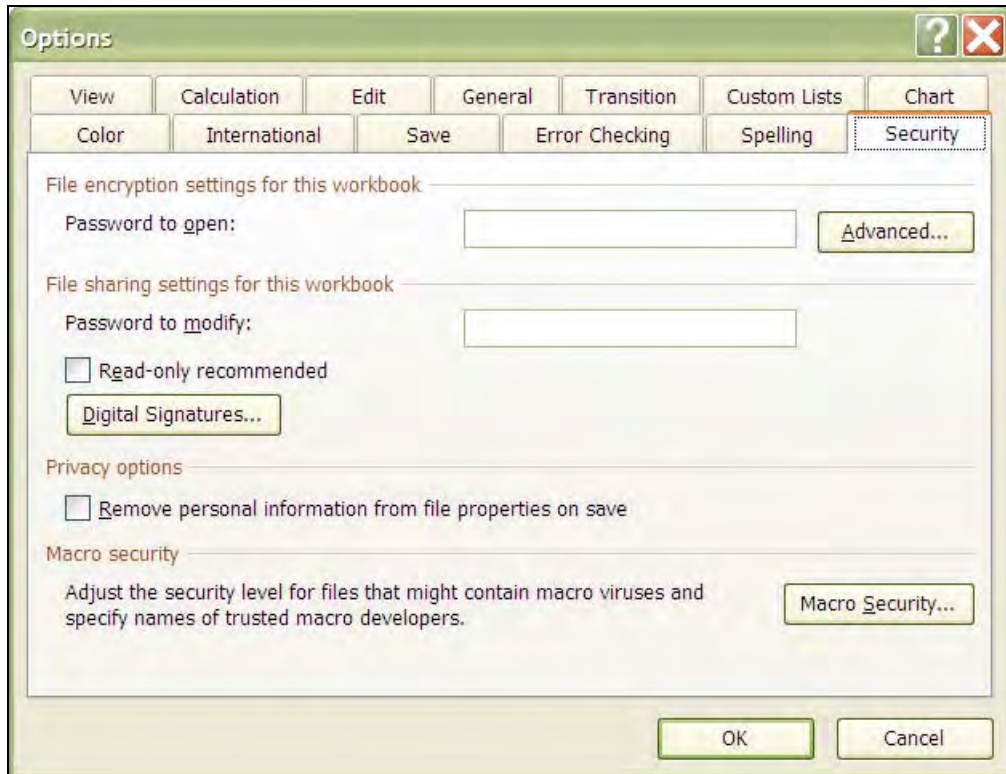 Options
View Calculation Edit General Transition Custom Lists Chart
Color International Save Error Checking Spelling Security
File encryption settings for this workbook
Password to open:
Advanced...
File sharing settings for this workbook
Password to modify:
Read-only recommended
Digital Signatures...
Privacy options
Remove personal information from file properties on save
Macro security
Adjust the security level for files that might contain macro viruses and
specify names of trusted macro developers.
Macro Security...
OK Cancel